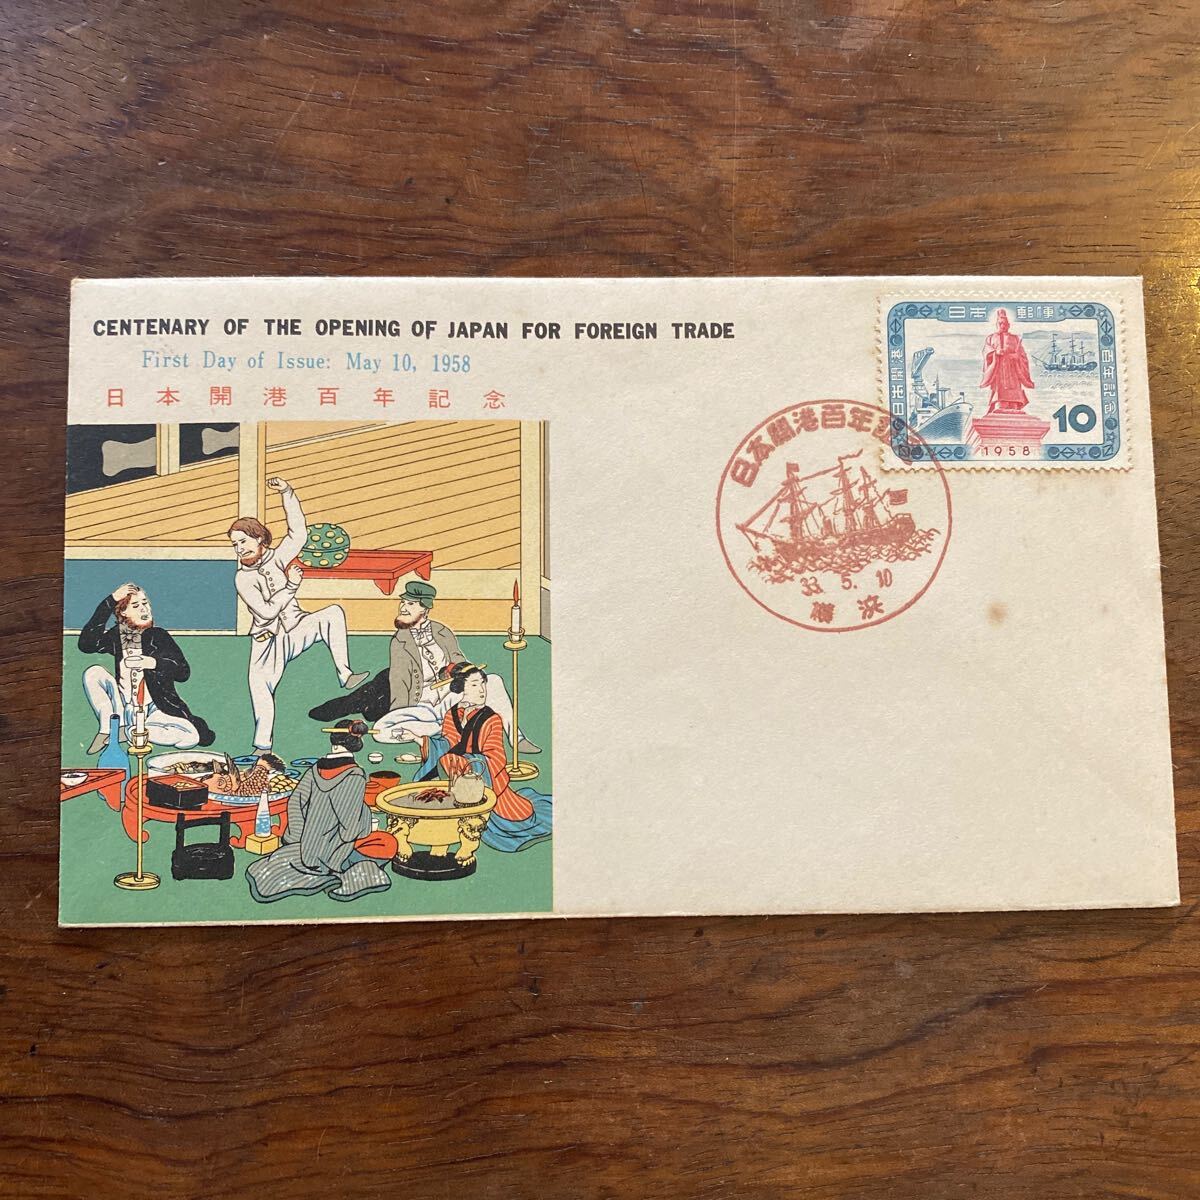 CENTENARY OF THE OPENING OF JAPAN FOR FOREIGN TRADE
First Day of Issue: May 10, 1958
日本開港百年記念
日本郵便
日本開港
百年記念
10
1958
日本開港百年記念
33. 5. 10
横浜